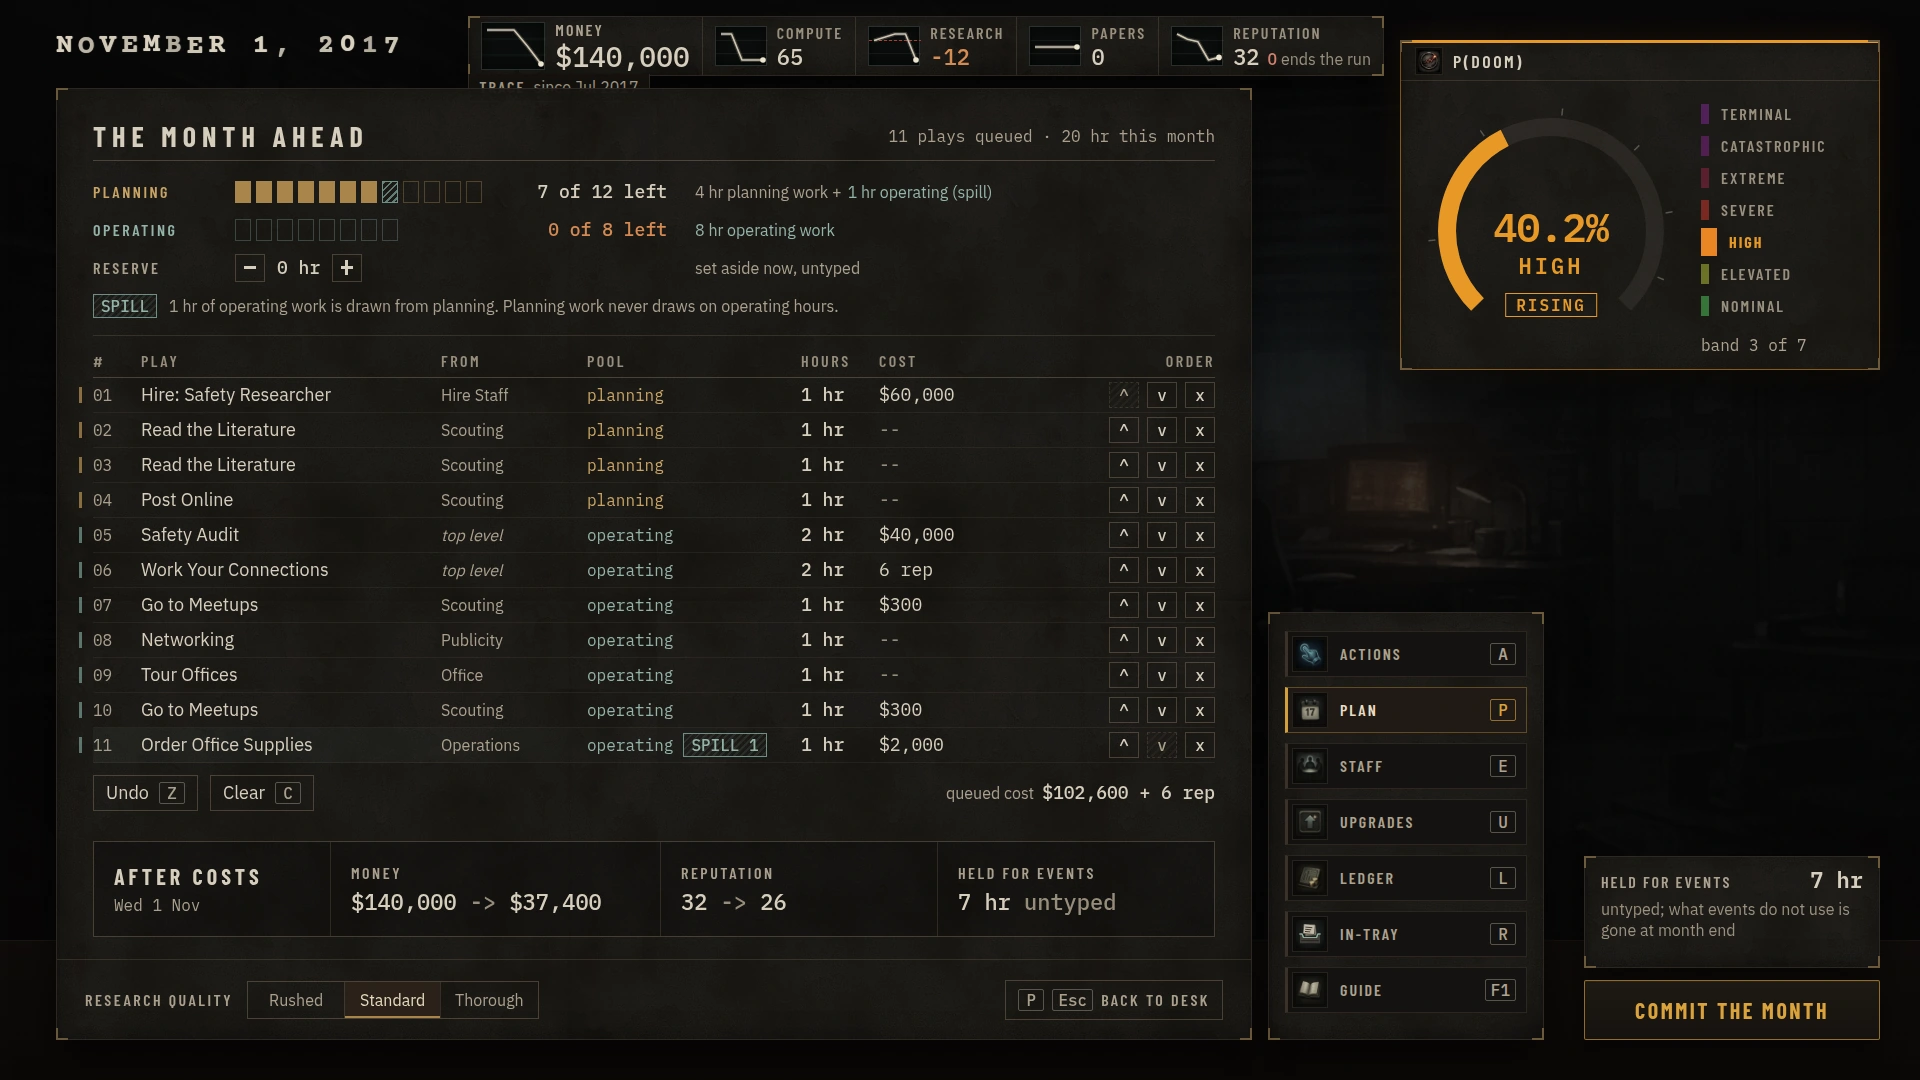 NOVEMBER 1, 2017
MONEY
$140,000
COMPUTE
65
RESEARCH
-12
PAPERS
0
REPUTATION
32 0 ends the run
TRACE since Jul 2017
P(DOOM)
40.2%
HIGH
RISING
TERMINAL
CATASTROPHIC
EXTREME
SEVERE
HIGH
ELEVATED
NOMINAL
band 3 of 7
THE MONTH AHEAD
11 plays queued · 20 hr this month
PLANNING 7 of 12 left 4 hr planning work + 1 hr operating (spill)
OPERATING 0 of 8 left 8 hr operating work
RESERVE − 0 hr + set aside now, untyped
SPILL 1 hr of operating work is drawn from planning. Planning work never draws on operating hours.
# PLAY FROM POOL HOURS COST ORDER
01 Hire: Safety Researcher Hire Staff planning 1 hr $60,000 ^ v x
02 Read the Literature Scouting planning 1 hr -- ^ v x
03 Read the Literature Scouting planning 1 hr -- ^ v x
04 Post Online Scouting planning 1 hr -- ^ v x
05 Safety Audit top level operating 2 hr $40,000 ^ v x
06 Work Your Connections top level operating 2 hr 6 rep ^ v x
07 Go to Meetups Scouting operating 1 hr $300 ^ v x
08 Networking Publicity operating 1 hr -- ^ v x
09 Tour Offices Office operating 1 hr -- ^ v x
10 Go to Meetups Scouting operating 1 hr $300 ^ v x
11 Order Office Supplies Operations operating SPILL 1 1 hr $2,000 ^ v x
Undo Z Clear C queued cost $102,600 + 6 rep
AFTER COSTS
Wed 1 Nov
MONEY
$140,000 -> $37,400
REPUTATION
32 -> 26
HELD FOR EVENTS
7 hr untyped
RESEARCH QUALITY Rushed Standard Thorough P Esc BACK TO DESK
ACTIONS A
17 PLAN P
STAFF E
UPGRADES U
LEDGER L
IN-TRAY R
GUIDE F1
HELD FOR EVENTS 7 hr
untyped; what events do not use is
gone at month end
COMMIT THE MONTH